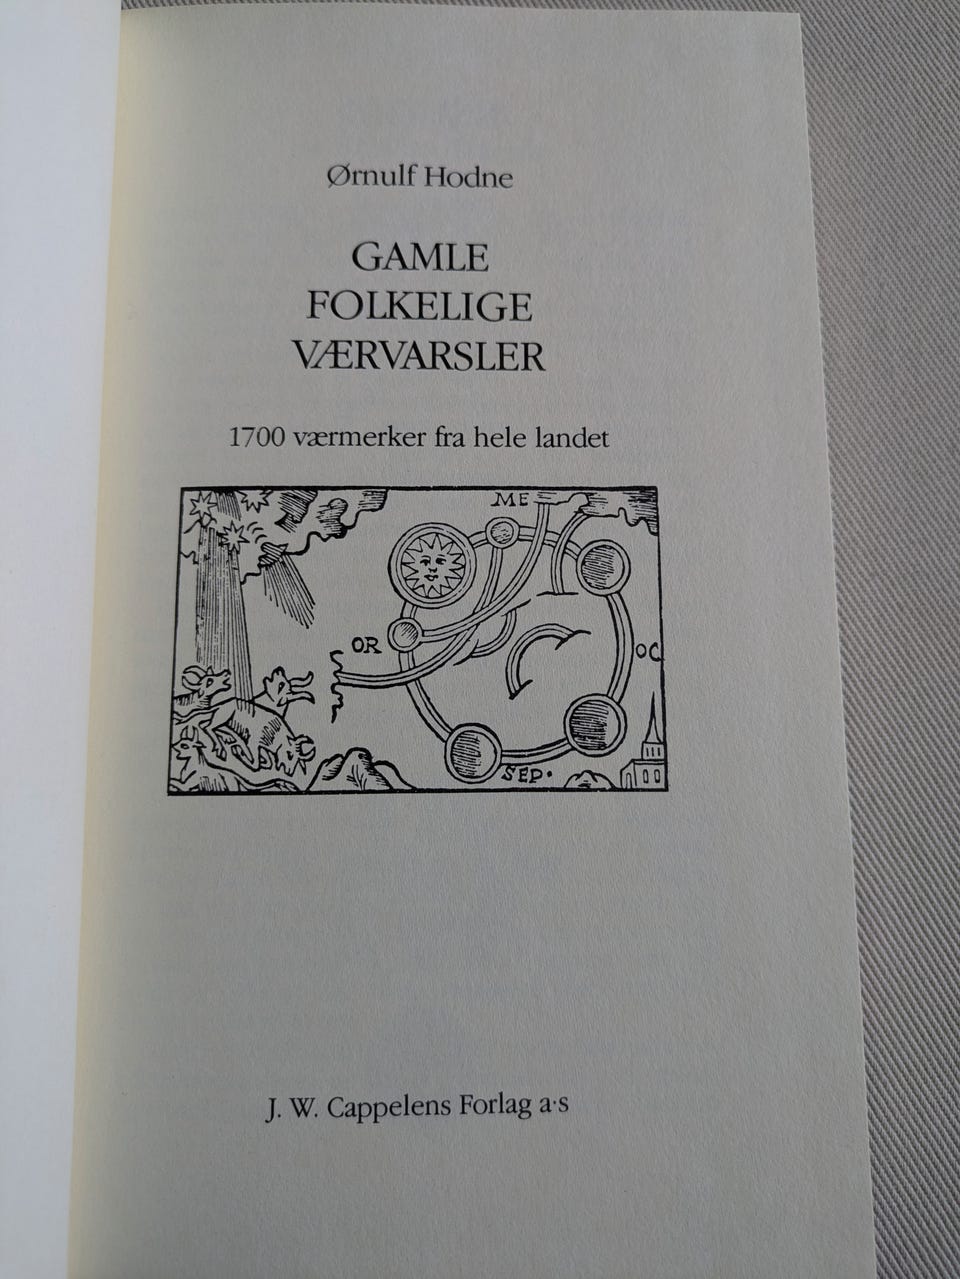 Ørnulf Hodne
GAMLE
FOLKELIGE
VÆRVARSLER
1700 værmerker fra hele landet
ME
OR
OC
SEP.
J. W. Cappelens Forlag a·s